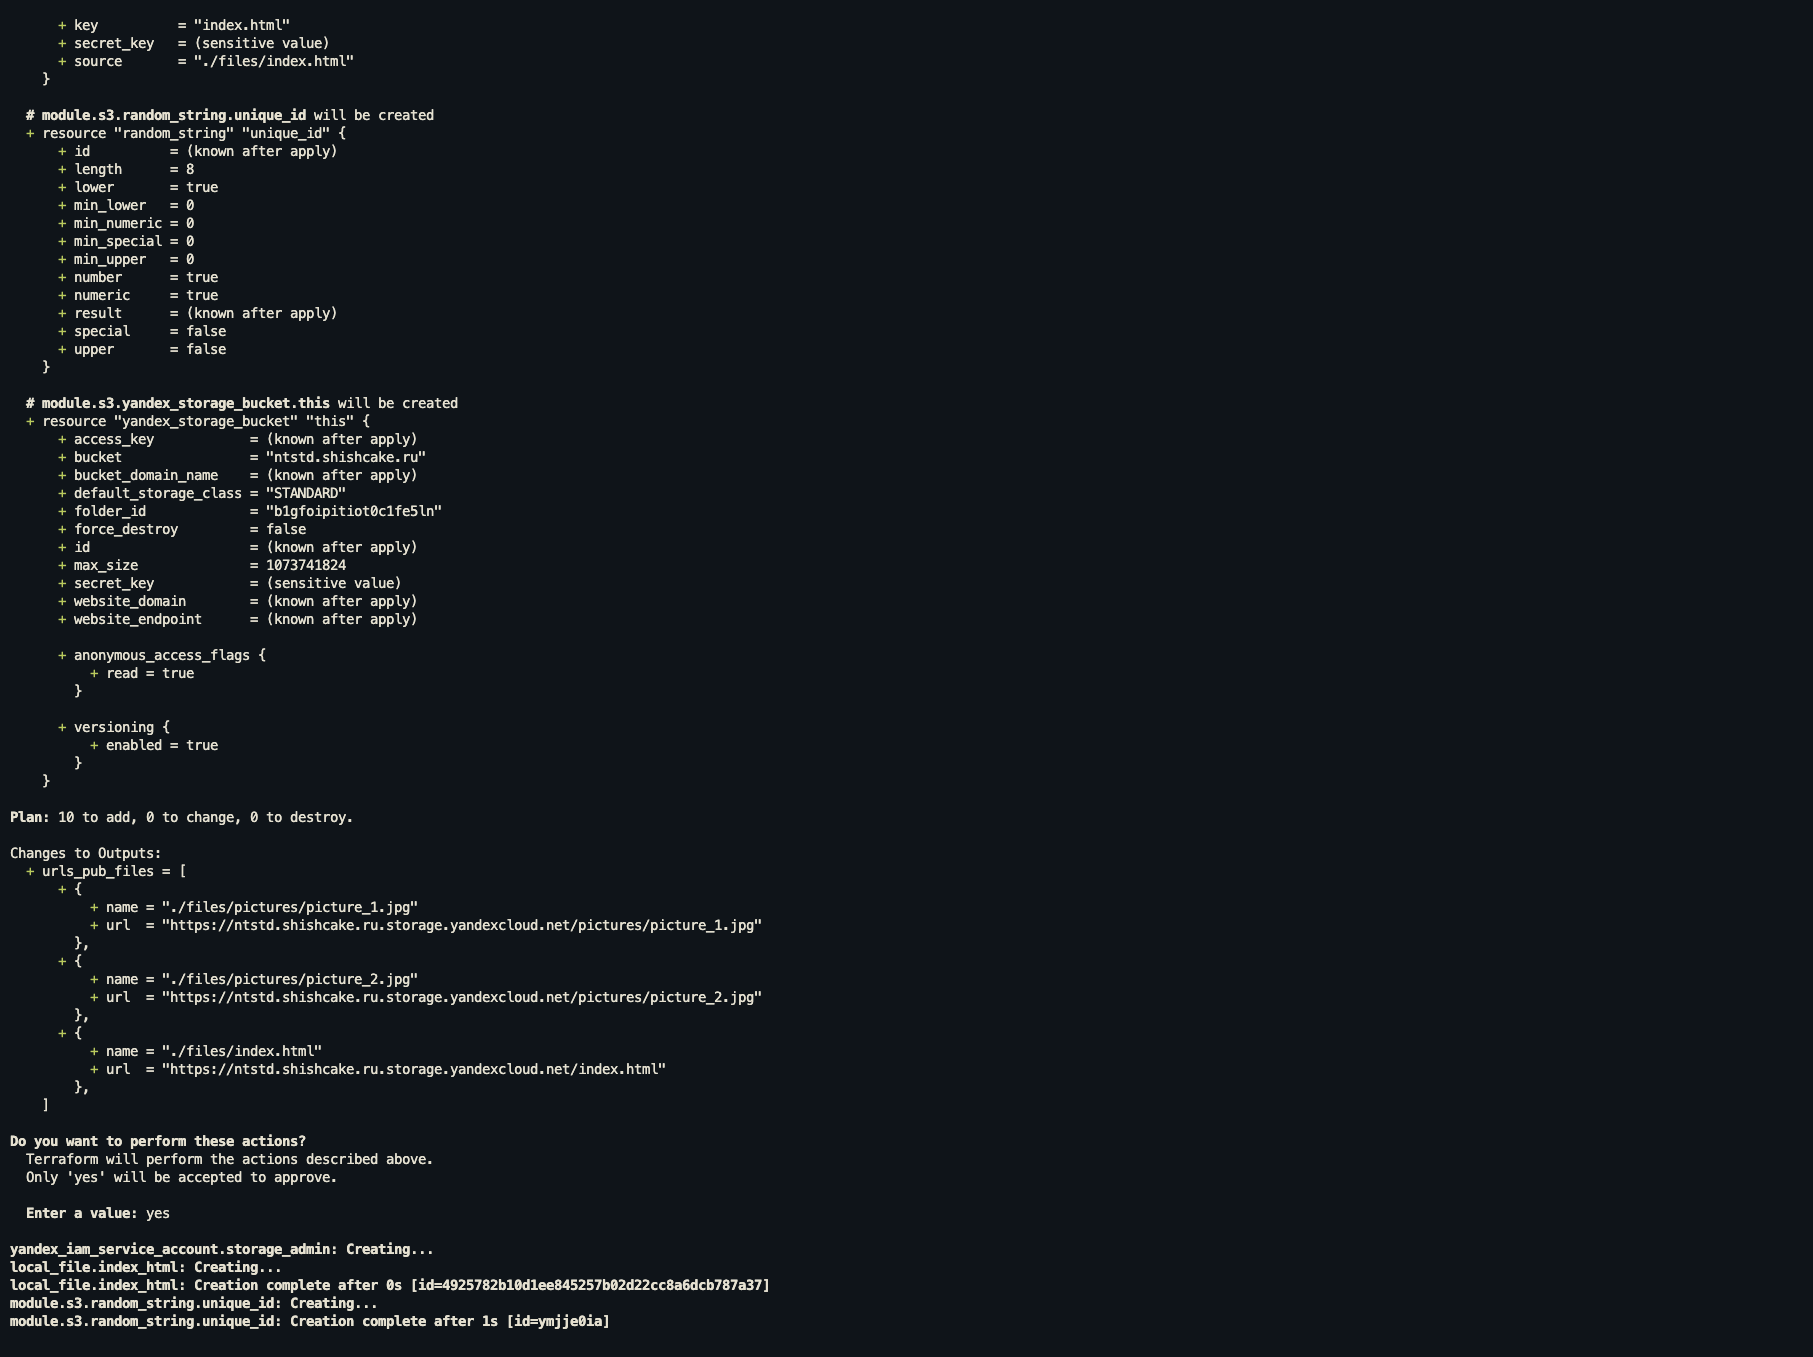 + key          = "index.html"
+ secret_key   = (sensitive value)
+ source       = "./files/index.html"
}
# module.s3.random_string.unique_id will be created
+ resource "random_string" "unique_id" {
+ id          = (known after apply)
+ length      = 8
+ lower       = true
+ min_lower   = 0
+ min_numeric = 0
+ min_special = 0
+ min_upper   = 0
+ number      = true
+ numeric     = true
+ result      = (known after apply)
+ special     = false
+ upper       = false
}
# module.s3.yandex_storage_bucket.this will be created
+ resource "yandex_storage_bucket" "this" {
+ access_key            = (known after apply)
+ bucket                = "ntstd.shishcake.ru"
+ bucket_domain_name    = (known after apply)
+ default_storage_class = "STANDARD"
+ folder_id             = "b1gfoipitiot0c1fe5ln"
+ force_destroy         = false
+ id                    = (known after apply)
+ max_size              = 1073741824
+ secret_key            = (sensitive value)
+ website_domain        = (known after apply)
+ website_endpoint      = (known after apply)
+ anonymous_access_flags {
+ read = true
}
+ versioning {
+ enabled = true
}
}
Plan: 10 to add, 0 to change, 0 to destroy.
Changes to Outputs:
+ urls_pub_files = [
+ {
+ name = "./files/pictures/picture_1.jpg"
+ url  = "https://ntstd.shishcake.ru.storage.yandexcloud.net/pictures/picture_1.jpg"
},
+ {
+ name = "./files/pictures/picture_2.jpg"
+ url  = "https://ntstd.shishcake.ru.storage.yandexcloud.net/pictures/picture_2.jpg"
},
+ {
+ name = "./files/index.html"
+ url  = "https://ntstd.shishcake.ru.storage.yandexcloud.net/index.html"
},
]
Do you want to perform these actions?
Terraform will perform the actions described above.
Only 'yes' will be accepted to approve.
Enter a value: yes
yandex_iam_service_account.storage_admin: Creating...
local_file.index_html: Creating...
local_file.index_html: Creation complete after 0s [id=4925782b10d1ee845257b02d22cc8a6dcb787a37]
module.s3.random_string.unique_id: Creating...
module.s3.random_string.unique_id: Creation complete after 1s [id=ymjje0ia]